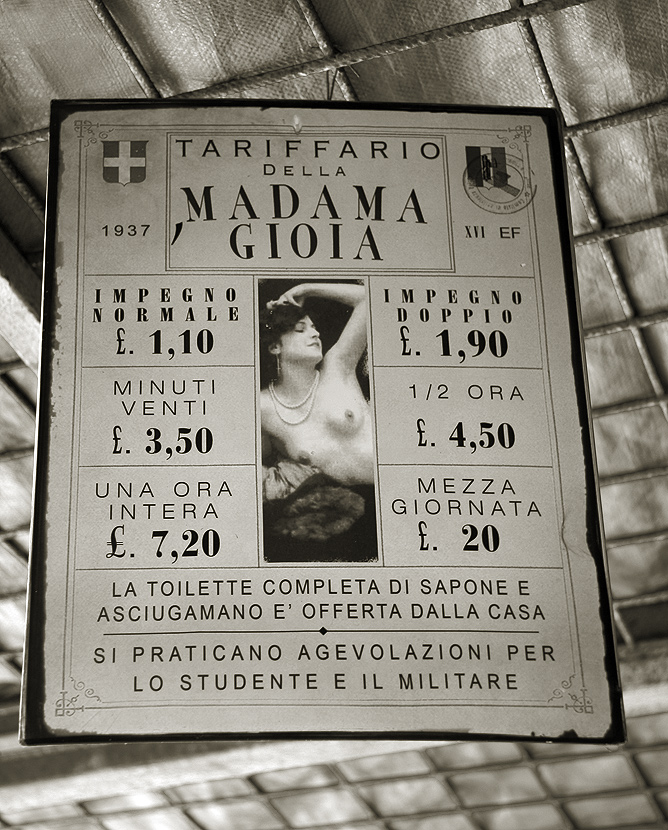 TARIFFARIO
DELLA
'MADAMA
GIOIA
1937
XVI EF
IMPEGNO
NORMALE
£. 1,10
IMPEGNO
DOPPIO
£. 1,90
MINUTI
VENTI
£. 3,50
1/2 ORA
£. 4,50
UNA ORA
INTERA
£. 7,20
MEZZA
GIORNATA
£. 20
LA TOILETTE COMPLETA DI SAPONE E
ASCIUGAMANO E' OFFERTA DALLA CASA
SI PRATICANO AGEVOLAZIONI PER
LO STUDENTE E IL MILITARE